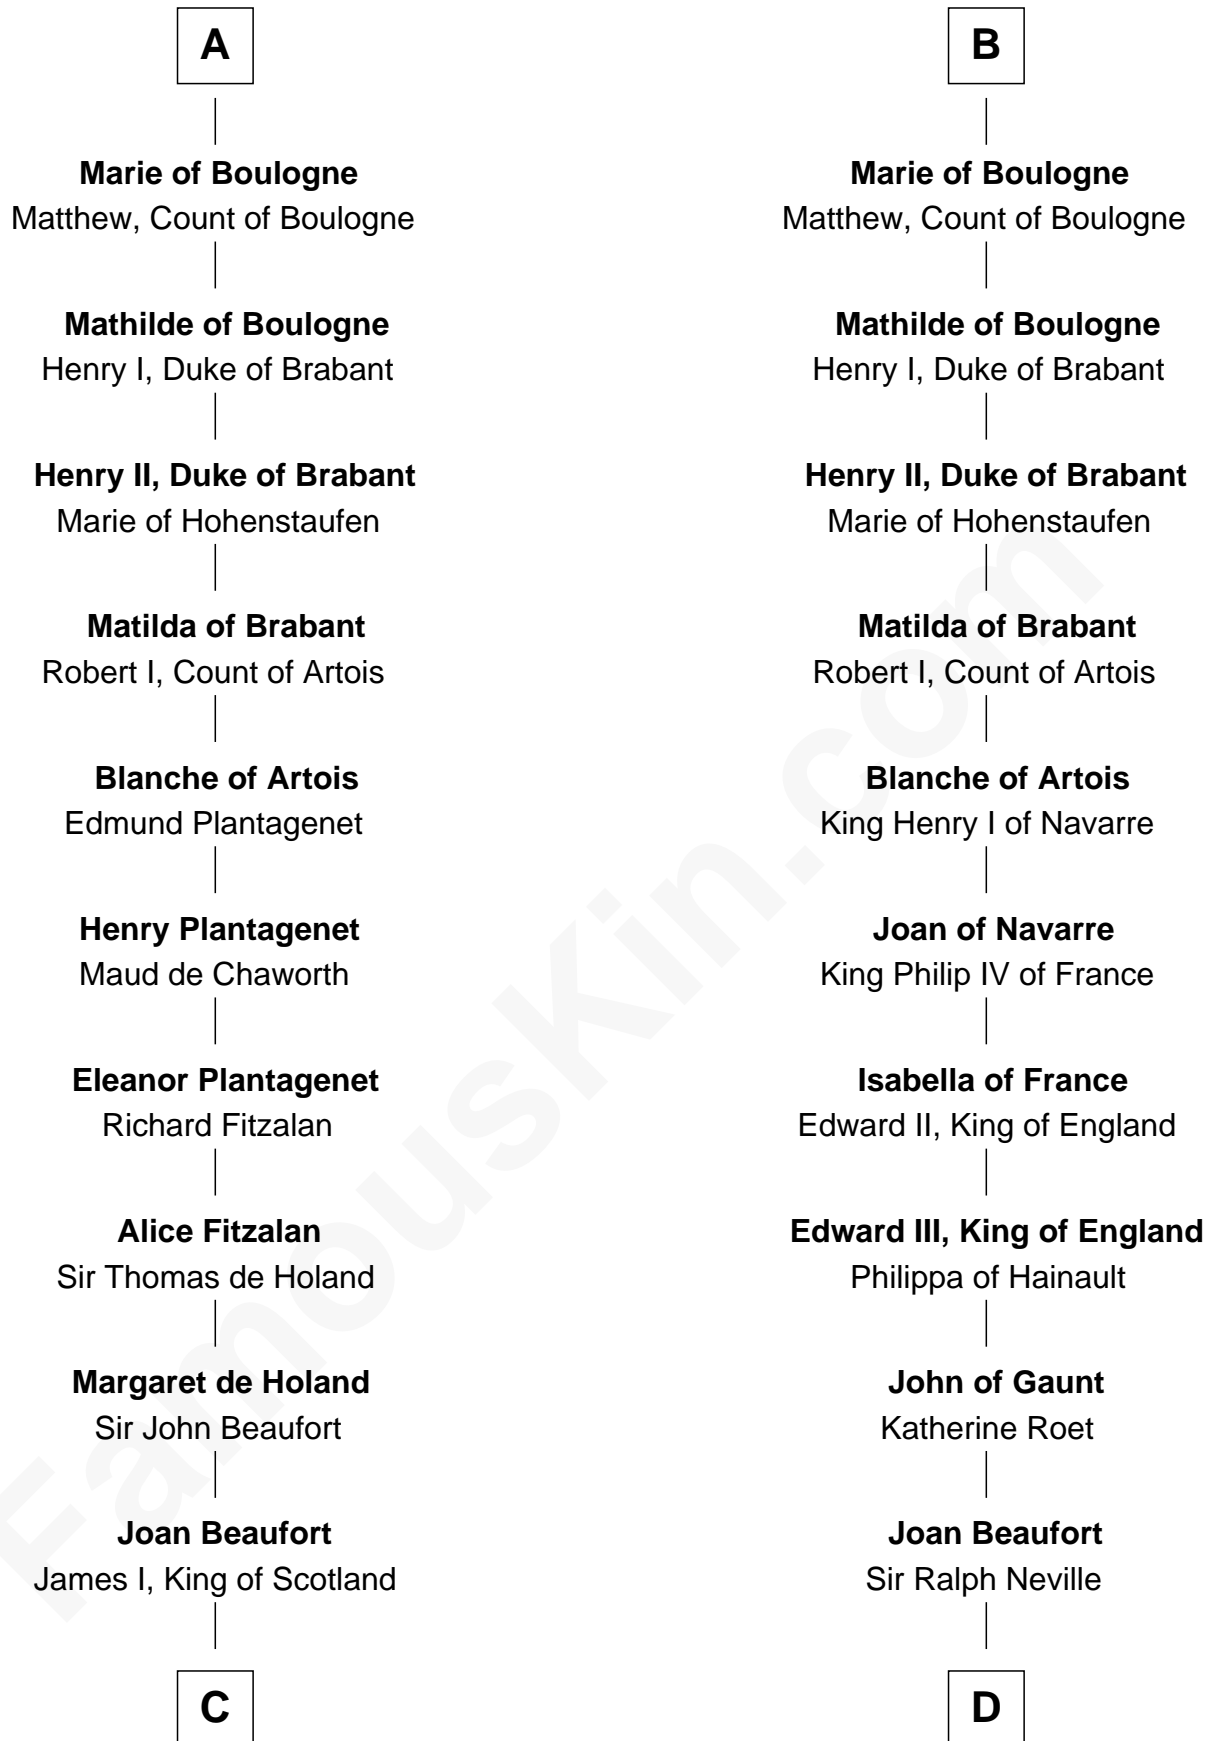 A
Marie of Boulogne
Matthew, Count of Boulogne
Mathilde of Boulogne
Henry I, Duke of Brabant
Henry II, Duke of Brabant
Marie of Hohenstaufen
Matilda of Brabant
Robert I, Count of Artois
Blanche of Artois
Edmund Plantagenet
Henry Plantagenet
Maud de Chaworth
Eleanor Plantagenet
Richard Fitzalan
Alice Fitzalan
Sir Thomas de Holand
Margaret de Holand
Sir John Beaufort
Joan Beaufort
James I, King of Scotland
C
B
Marie of Boulogne
Matthew, Count of Boulogne
Mathilde of Boulogne
Henry I, Duke of Brabant
Henry II, Duke of Brabant
Marie of Hohenstaufen
Matilda of Brabant
Robert I, Count of Artois
Blanche of Artois
King Henry I of Navarre
Joan of Navarre
King Philip IV of France
Isabella of France
Edward II, King of England
Edward III, King of England
Philippa of Hainault
John of Gaunt
Katherine Roet
Joan Beaufort
Sir Ralph Neville
D
FamousKin.com